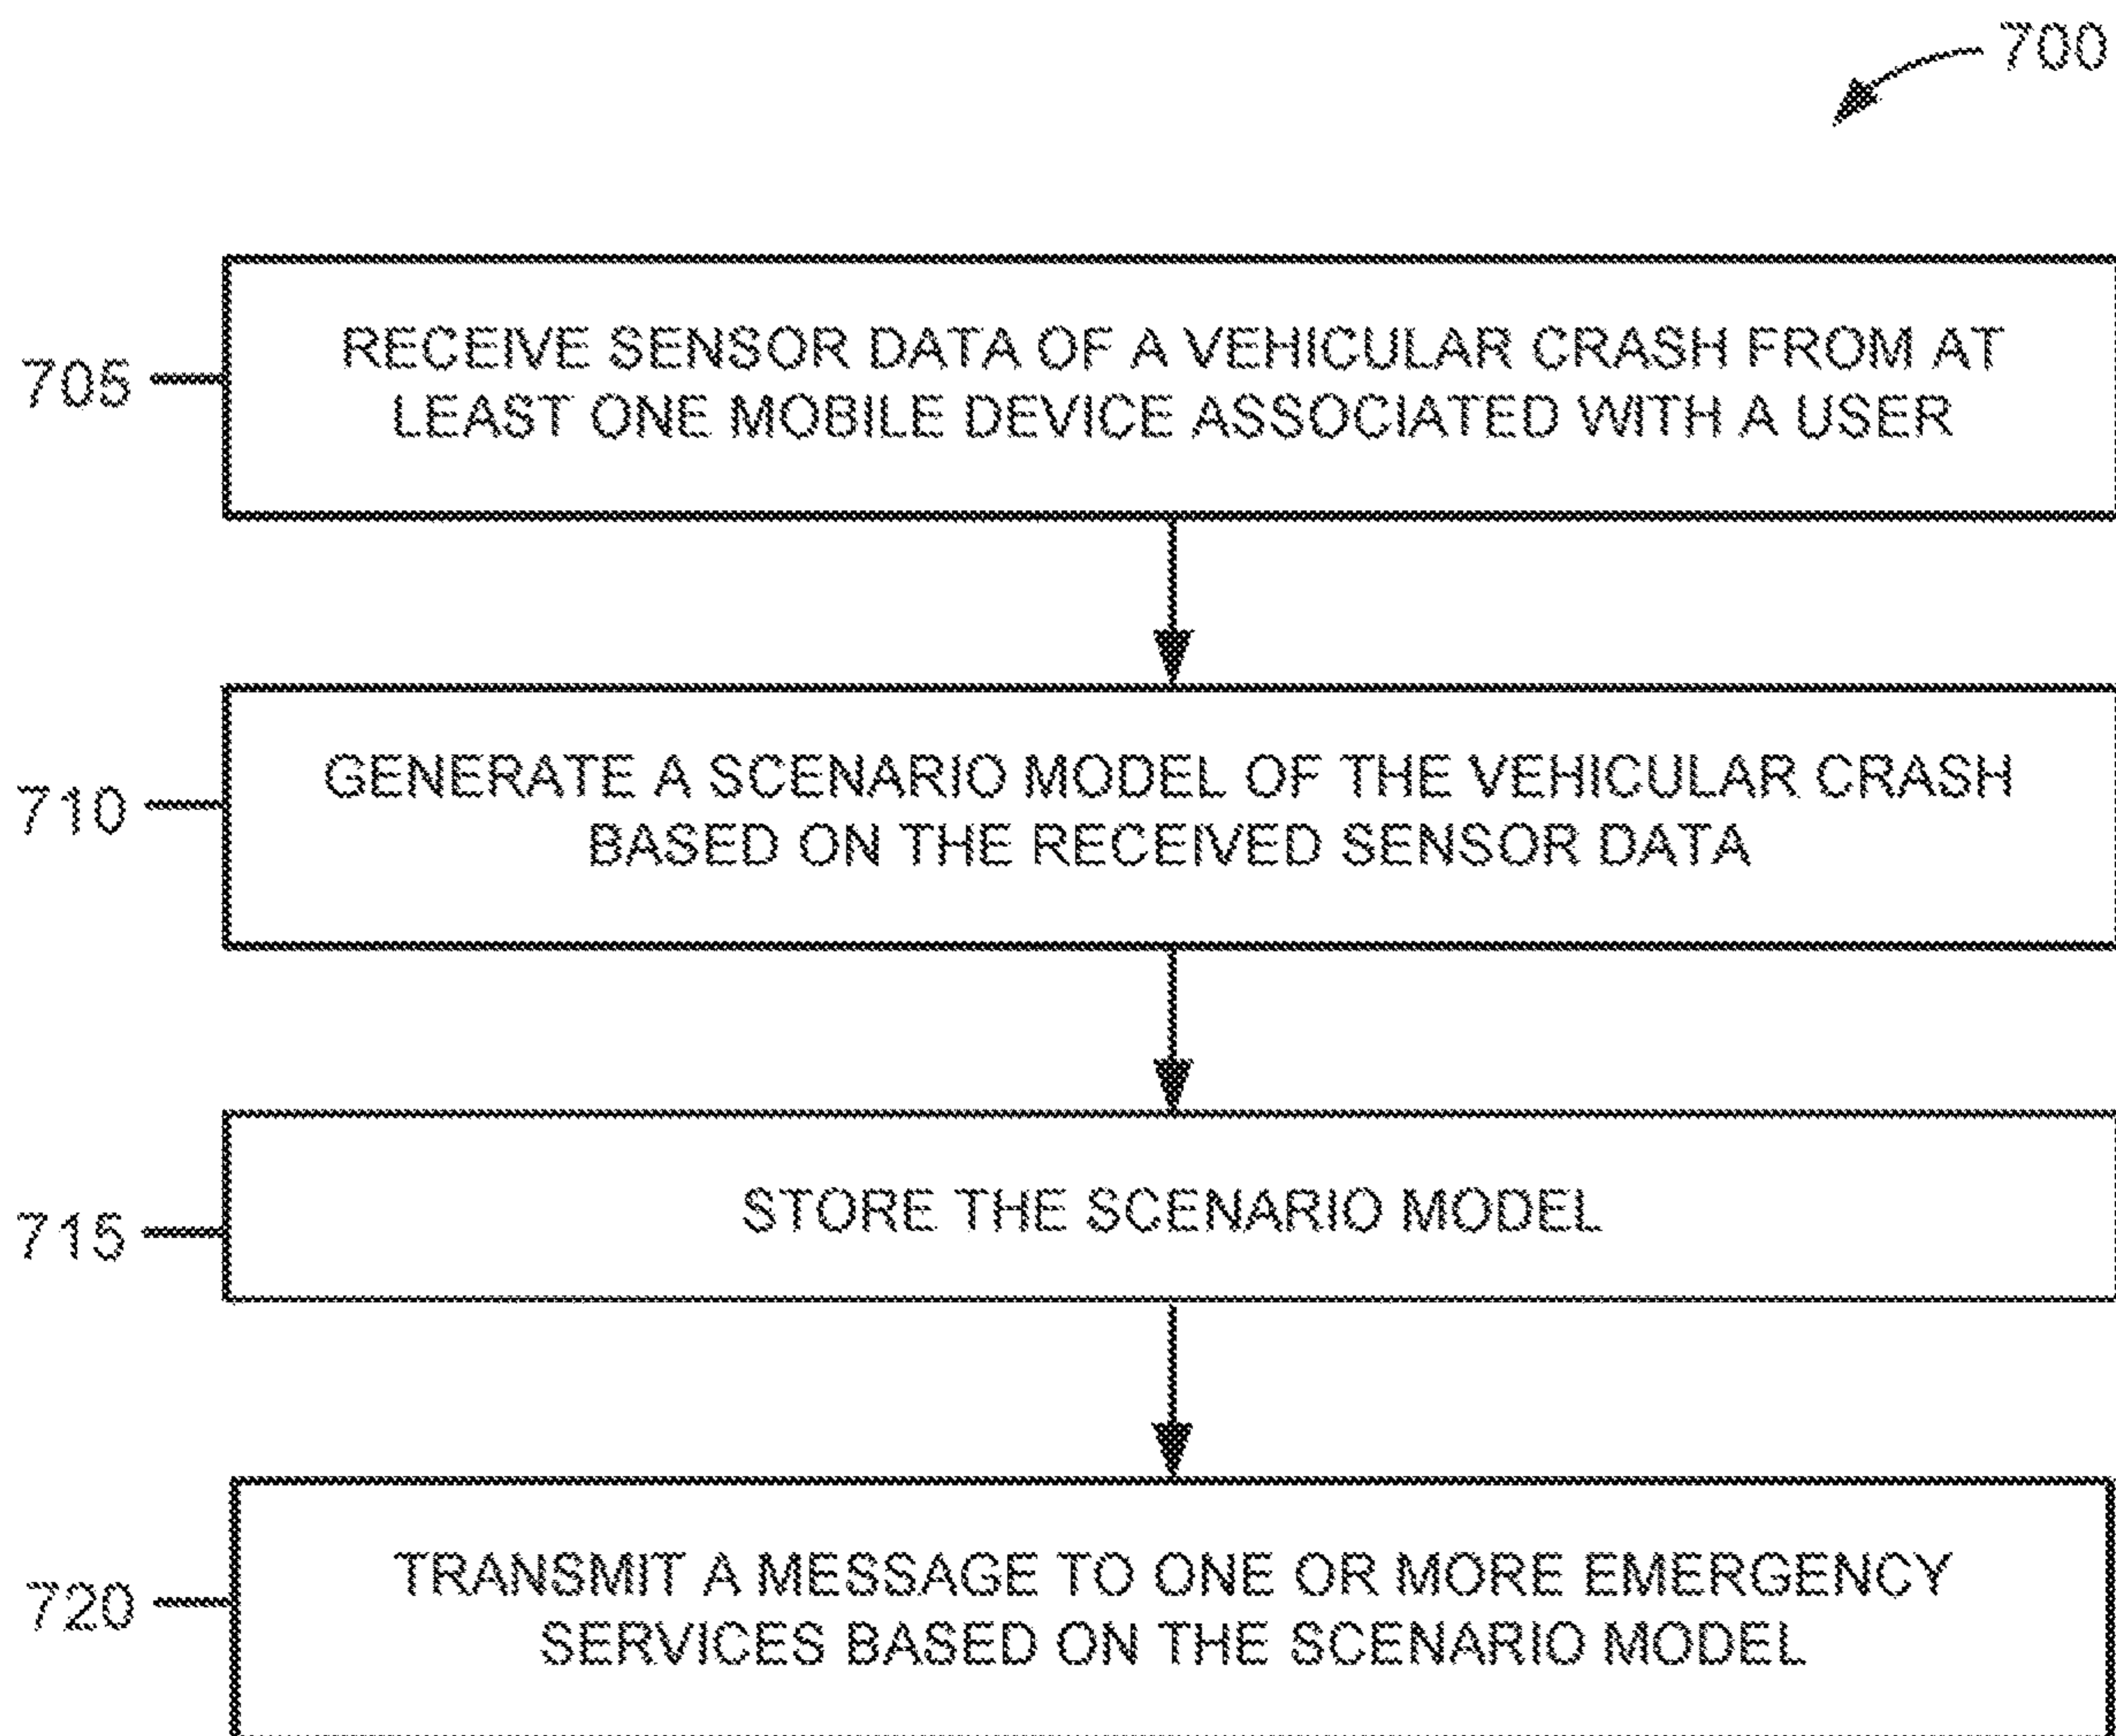 700
705
RECEIVE SENSOR DATA OF A VEHICULAR CRASH FROM AT
LEAST ONE MOBILE DEVICE ASSOCIATED WITH A USER
710
GENERATE A SCENARIO MODEL OF THE VEHICULAR CRASH
BASED ON THE RECEIVED SENSOR DATA
715
STORE THE SCENARIO MODEL
720
TRANSMIT A MESSAGE TO ONE OR MORE EMERGENCY
SERVICES BASED ON THE SCENARIO MODEL